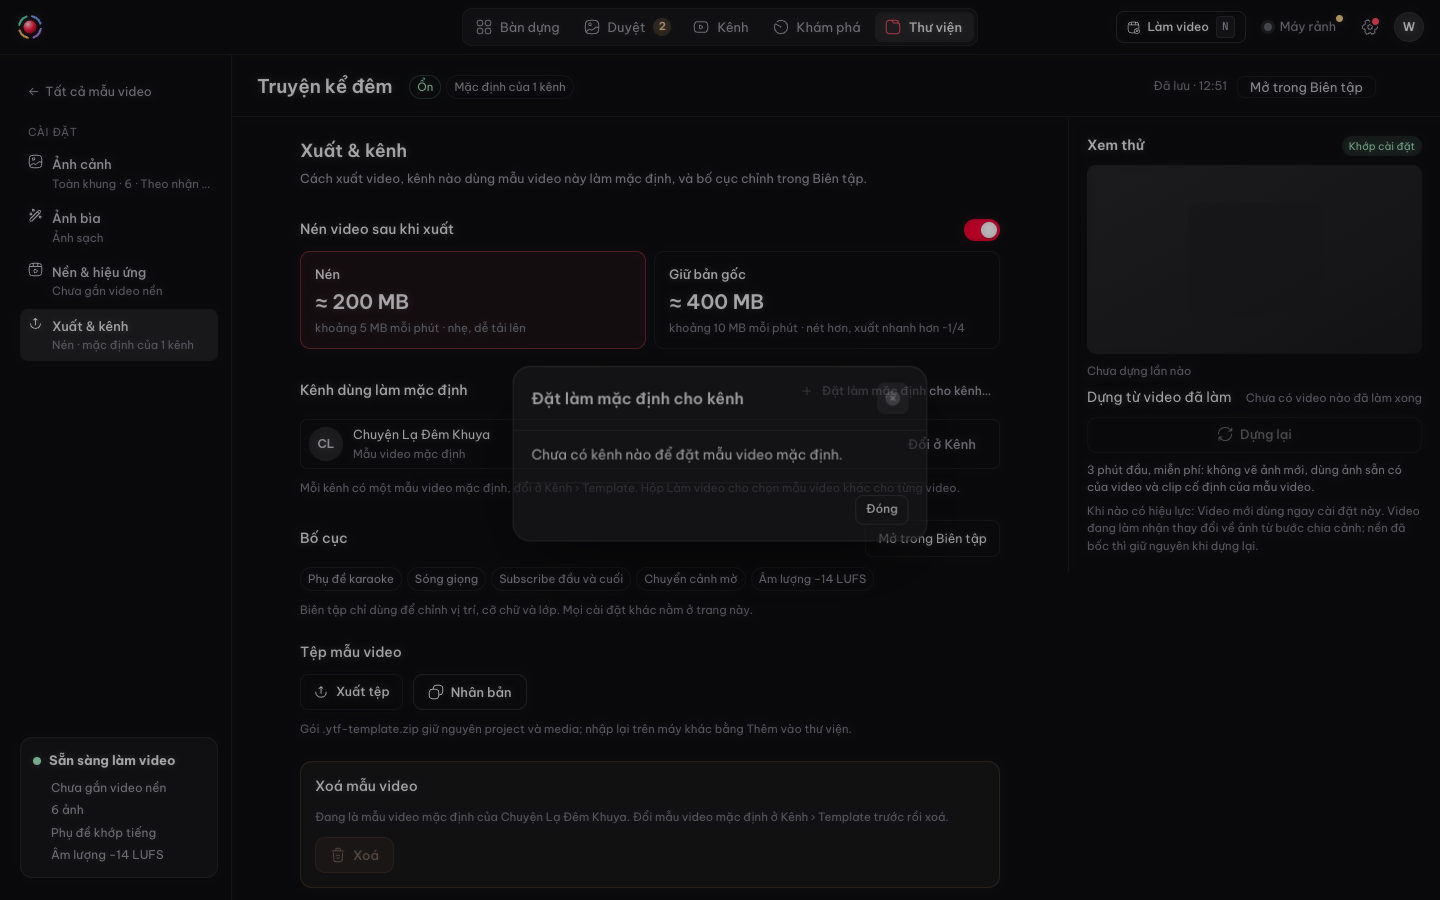 Bàn dựng
Duyệt 2
Kênh
Khám phá
Thư viện
Làm video N
Máy rảnh
W
← Tất cả mẫu video
CÀI ĐẶT
Ảnh cảnh
Toàn khung · 6 · Theo nhận ...
Ảnh bìa
Ảnh sạch
Nền & hiệu ứng
Chưa gắn video nền
Xuất & kênh
Nén · mặc định của 1 kênh
Sẵn sàng làm video
Chưa gắn video nền
6 ảnh
Phụ đề khớp tiếng
Âm lượng -14 LUFS
Truyện kể đêm
Ổn
Mặc định của 1 kênh
Đã lưu · 12:51
Mở trong Biên tập
Xuất & kênh
Cách xuất video, kênh nào dùng mẫu video này làm mặc định, và bố cục chỉnh trong Biên tập.
Nén video sau khi xuất
Nén
≈ 200 MB
khoảng 5 MB mỗi phút · nhẹ, dễ tải lên
Giữ bản gốc
≈ 400 MB
khoảng 10 MB mỗi phút · nét hơn, xuất nhanh hơn ~1/4
Kênh dùng làm mặc định
+ Đặt làm mặc định cho kênh...
CL
Chuyện Lạ Đêm Khuya
Mẫu video mặc định
Đổi ở Kênh
Mỗi kênh có một mẫu video mặc định, đổi ở Kênh › Template. Hộp Làm video cho chọn mẫu video khác cho từng video.
Đặt làm mặc định cho kênh
Chưa có kênh nào để đặt mẫu video mặc định.
Đóng
Bố cục
Mở trong Biên tập
Phụ đề karaoke
Sóng giọng
Subscribe đầu và cuối
Chuyển cảnh mờ
Âm lượng -14 LUFS
Biên tập chỉ dùng để chỉnh vị trí, cỡ chữ và lớp. Mọi cài đặt khác nằm ở trang này.
Tệp mẫu video
Xuất tệp
Nhân bản
Gói .ytf-template.zip giữ nguyên project và media; nhập lại trên máy khác bằng Thêm vào thư viện.
Xoá mẫu video
Đang là mẫu video mặc định của Chuyện Lạ Đêm Khuya. Đổi mẫu video mặc định ở Kênh › Template trước rồi xoá.
Xoá
Xem thử
Khớp cài đặt
Chưa dựng lần nào
Dựng từ video đã làm
Chưa có video nào đã làm xong
Dựng lại
3 phút đầu, miễn phí: không vẽ ảnh mới, dùng ảnh sẵn có
của video và clip cố định của mẫu video.
Khi nào có hiệu lực: Video mới dùng ngay cài đặt này. Video
đang làm nhận thay đổi về ảnh từ bước chia cảnh; nền đã
bốc thì giữ nguyên khi dựng lại.